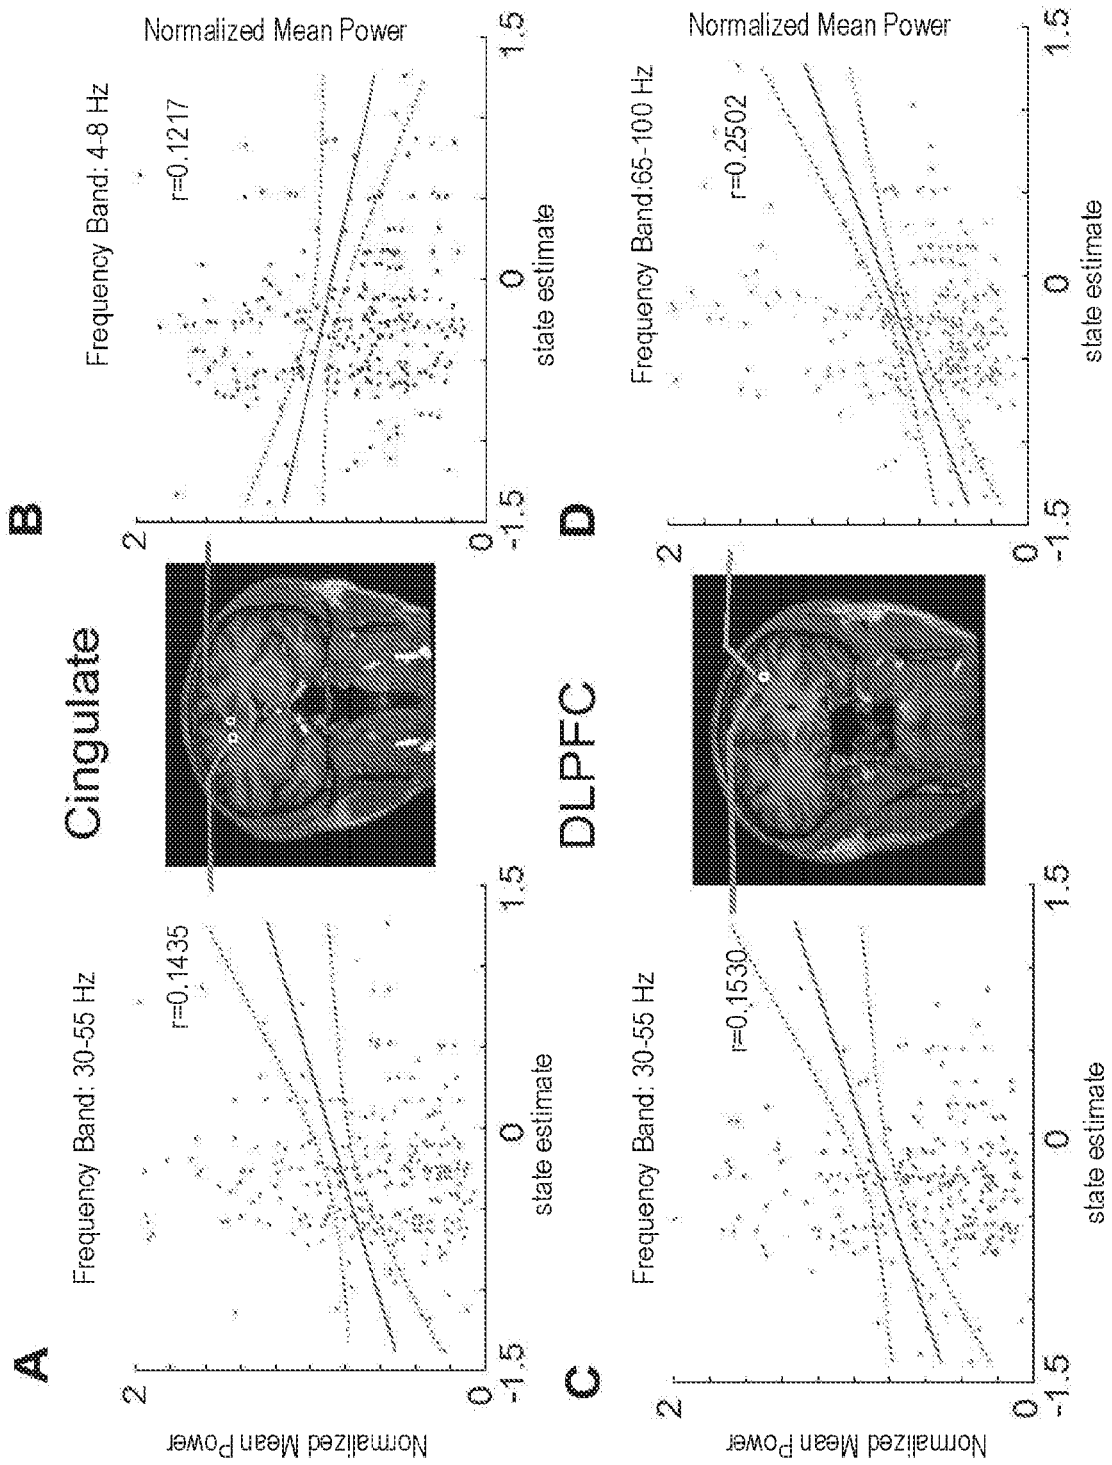 A
Frequency Band: 30-55 Hz
r=0.1435
2
0
-1.5
0
1.5
Normalized Mean Power
state estimate
Cingulate
B
Frequency Band: 4-8 Hz
r=0.1217
2
0
-1.5
0
1.5
Normalized Mean Power
state estimate
C
Frequency Band: 30-55 Hz
r=0.1530
2
0
-1.5
0
1.5
Normalized Mean Power
state estimate
DLPFC
D
Frequency Band:65-100 Hz
r=0.2502
2
0
-1.5
0
1.5
Normalized Mean Power
state estimate